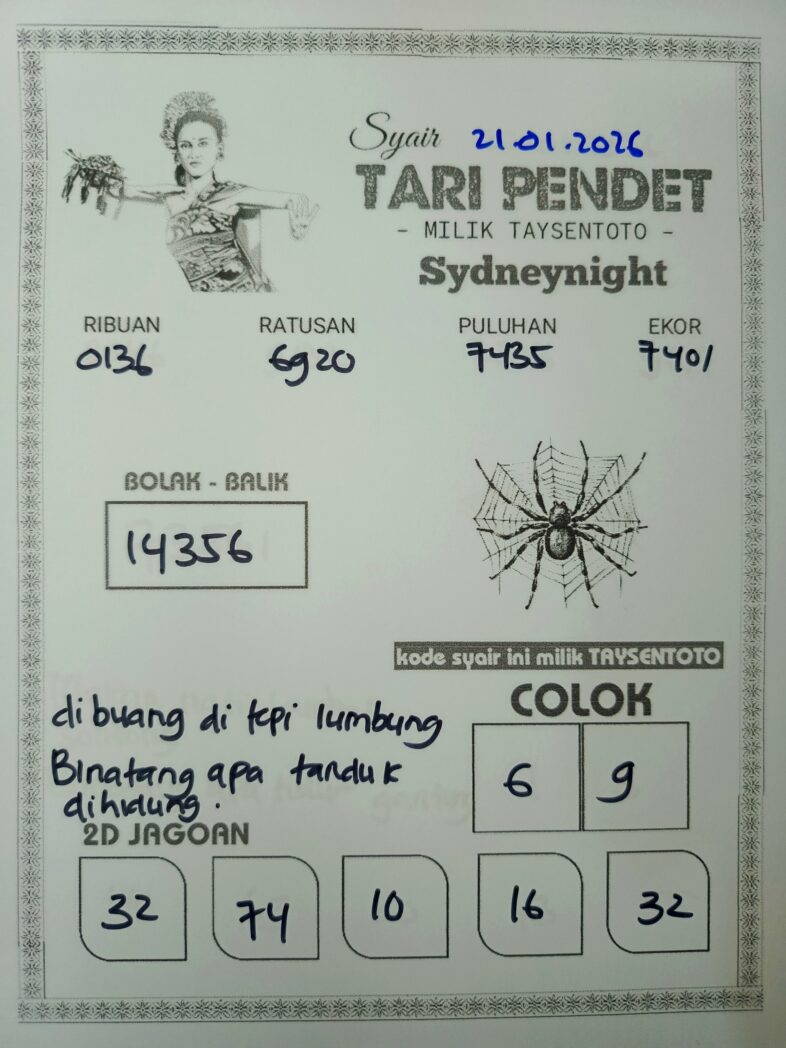 Syair 21.01.2026
TARI PENDET
- MILIK TAYSENTOTO -
Sydneynight
RIBUAN RATUSAN PULUHAN EKOR
0136 6920 7435 7401
BOLAK - BALIK
14356
kode syair ini milik TAYSENTOTO
COLOK
6 9
di buang di tepi lumbung
Binatang apa tanduk
dihidung.
2D JAGOAN
32 74 10 16 32